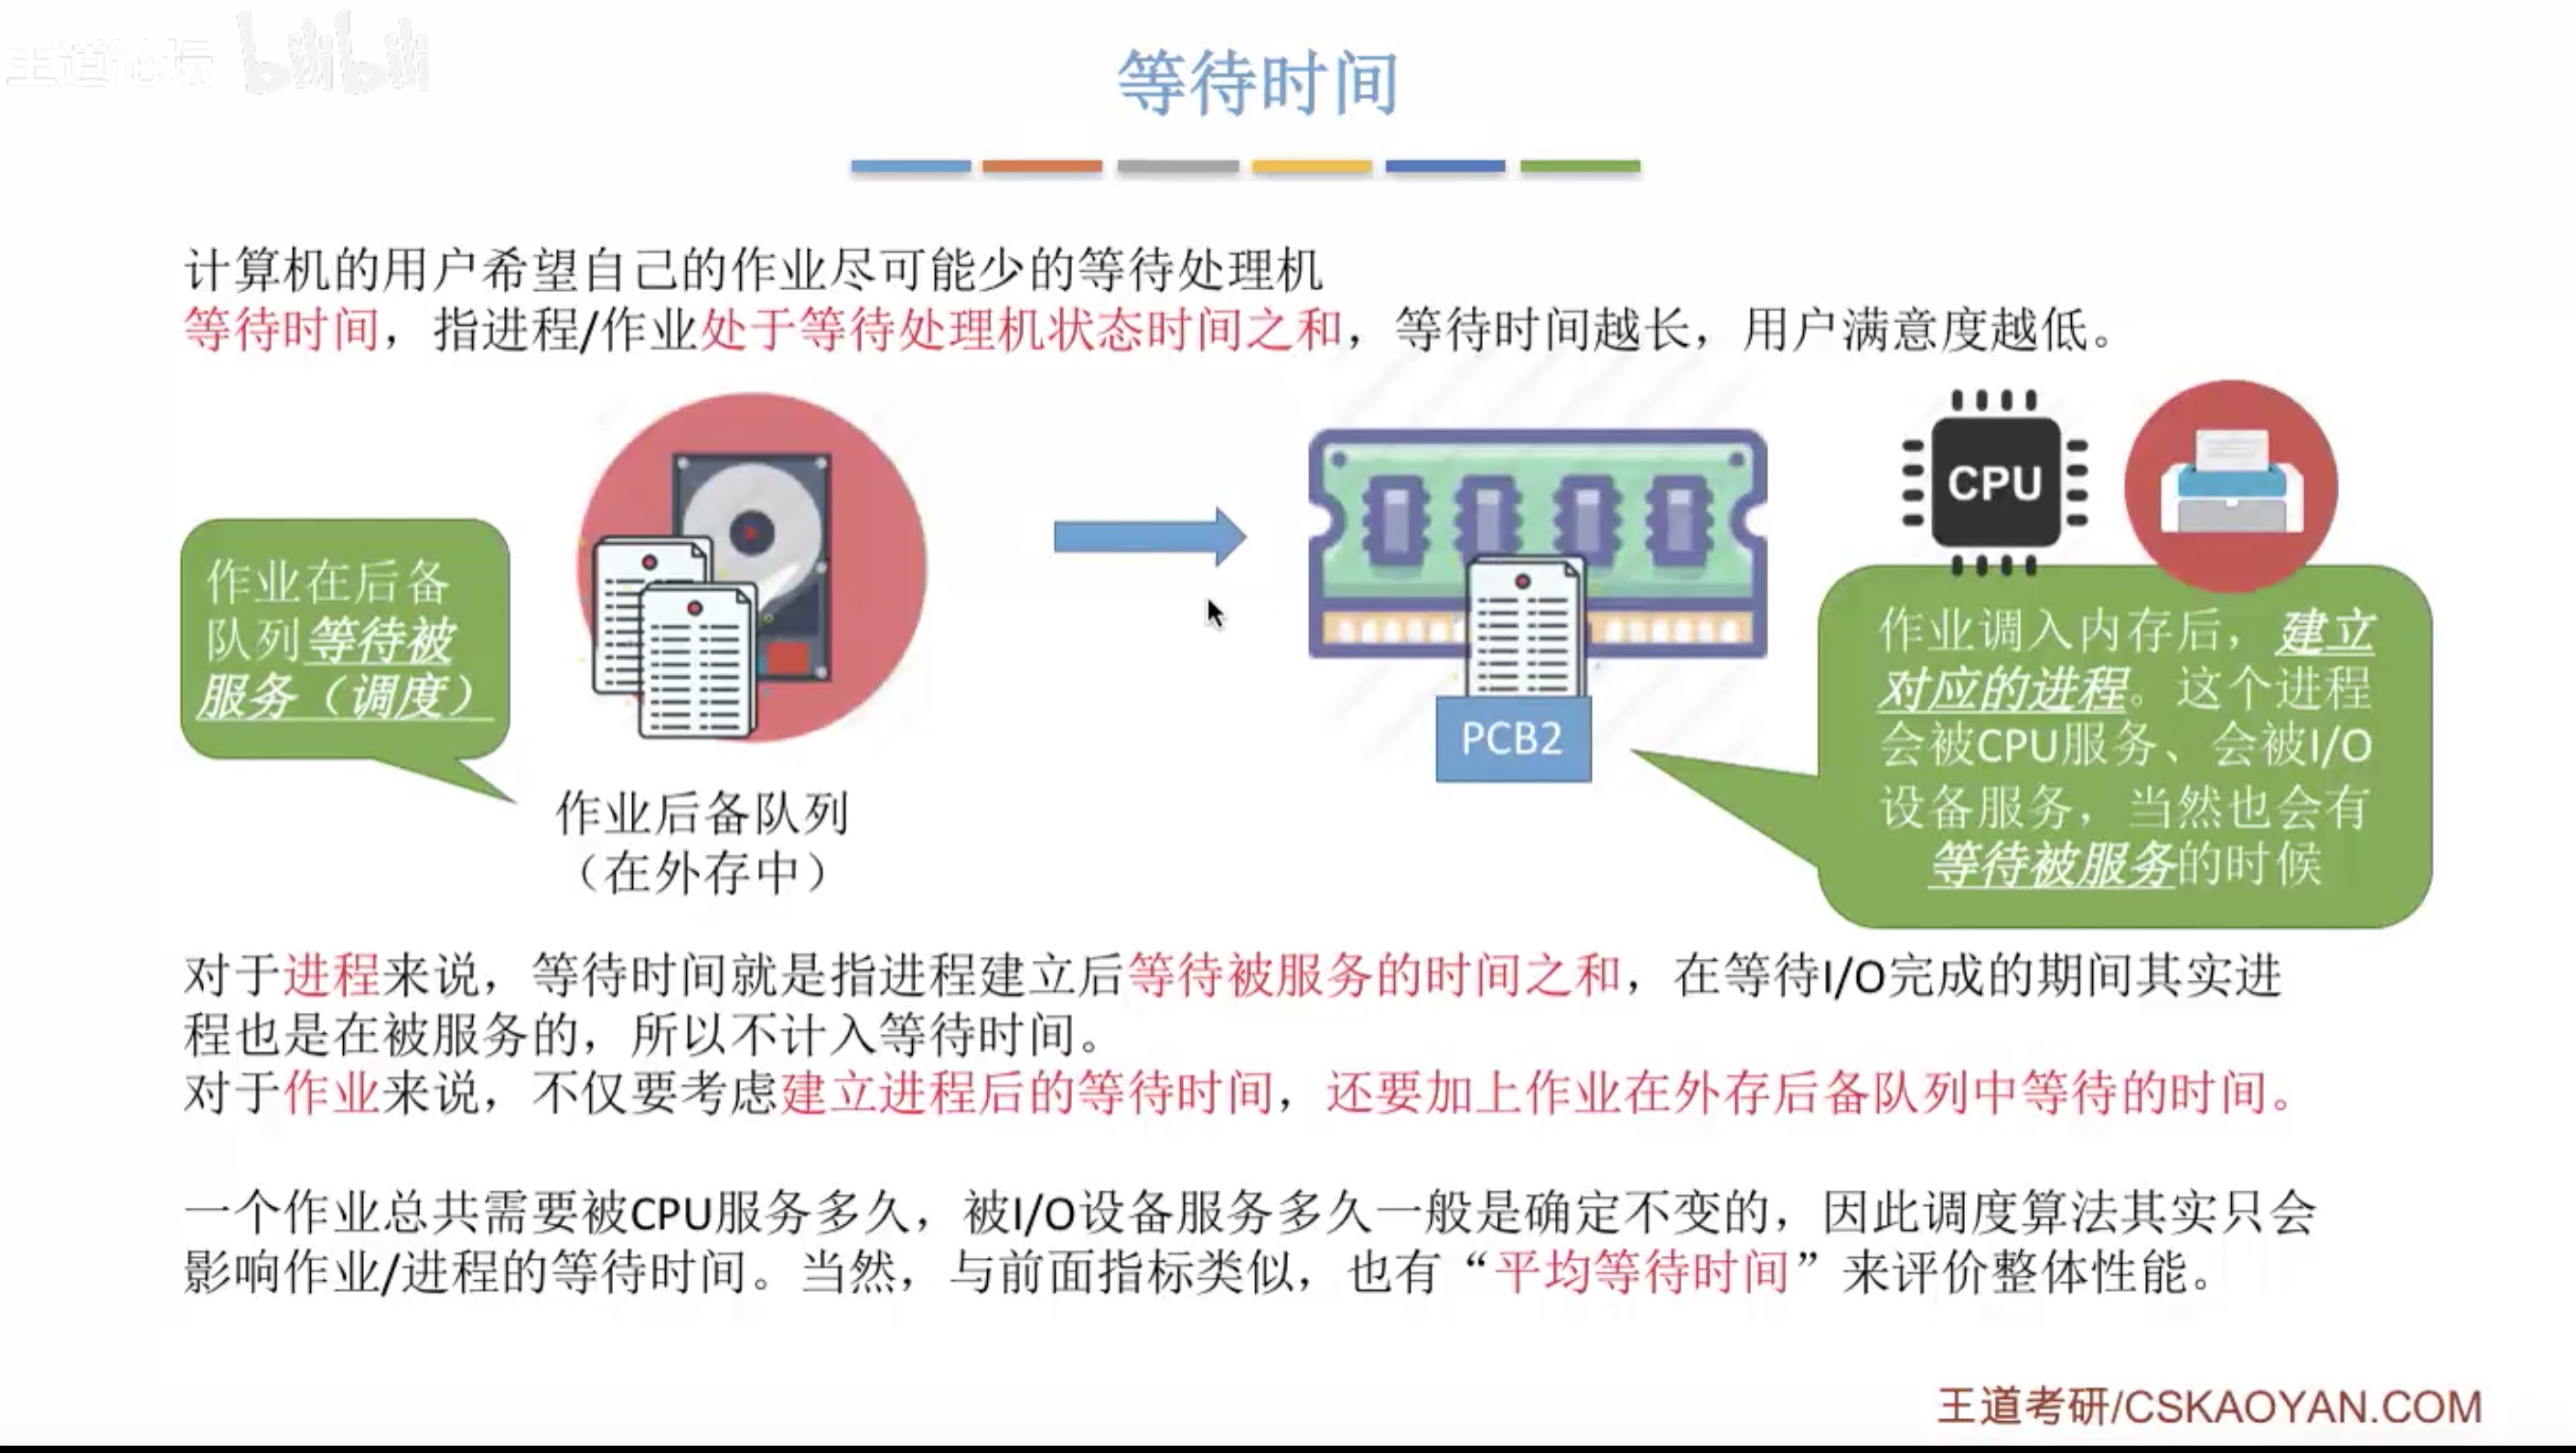 王道论坛 bilibili
等待时间
计算机的用户希望自己的作业尽可能少的等待处理机
等待时间，指进程/作业处于等待处理机状态时间之和，等待时间越长，用户满意度越低。
作业在后备
队列等待被
服务（调度）
作业后备队列
（在外存中）
PCB2
CPU
作业调入内存后，建立
对应的进程。这个进程
会被CPU服务、会被I/O
设备服务，当然也会有
等待被服务的时候
对于进程来说，等待时间就是指进程建立后等待被服务的时间之和，在等待I/O完成的期间其实进
程也是在被服务的，所以不计入等待时间。
对于作业来说，不仅要考虑建立进程后的等待时间，还要加上作业在外存后备队列中等待的时间。
一个作业总共需要被CPU服务多久，被I/O设备服务多久一般是确定不变的，因此调度算法其实只会
影响作业/进程的等待时间。当然，与前面指标类似，也有“平均等待时间”来评价整体性能。
王道考研/CSKAOYAN.COM